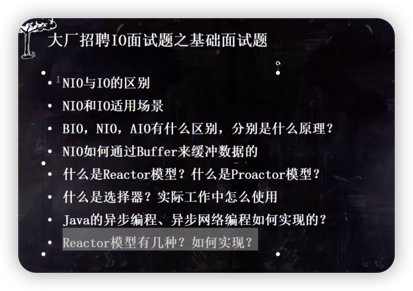 大厂招聘IO面试题之基础面试题
• NIO与IO的区别
• NIO和IO适用场景
• BIO，NIO，AIO有什么区别，分别是什么原理？
• NIO如何通过Buffer来缓冲数据的
• 什么是Reactor模型？什么是Proactor模型？
• 什么是选择器？实际工作中怎么使用
• Java的异步编程、异步网络编程如何实现的？
• Reactor模型有几种？如何实现？